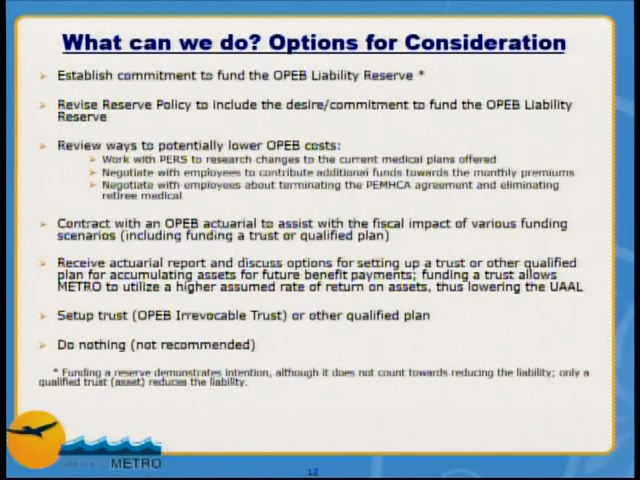 What can we do? Options for Consideration
Establish commitment to fund the OPEB Liability Reserve *
Revise Reserve Policy to include the desire/commitment to fund the OPEB Liability
Reserve
Review ways to potentially lower OPEB costs:
Work with PERS to research changes to the current medical plans offered
Negotiate with employees to contribute additional funds towards the monthly premiums
Negotiate with employees about terminating the PEMHCA agreement and eliminating
retiree medical
Contract with an OPEB actuarial to assist with the fiscal impact of various funding
scenarios (including funding a trust or qualified plan)
Receive actuarial report and discuss options for setting up a trust or other qualified
plan for accumulating assets for future benefit payments; funding a trust allows
METRO to utilize a higher assumed rate of return on assets, thus lowering the UAAL
Setup trust (OPEB Irrevocable Trust) or other qualified plan
Do nothing (not recommended)
* Funding a reserve demonstrates intention, although it does not count towards reducing the liability; only a
qualified trust (asset) reduces the liability.
METRO
12